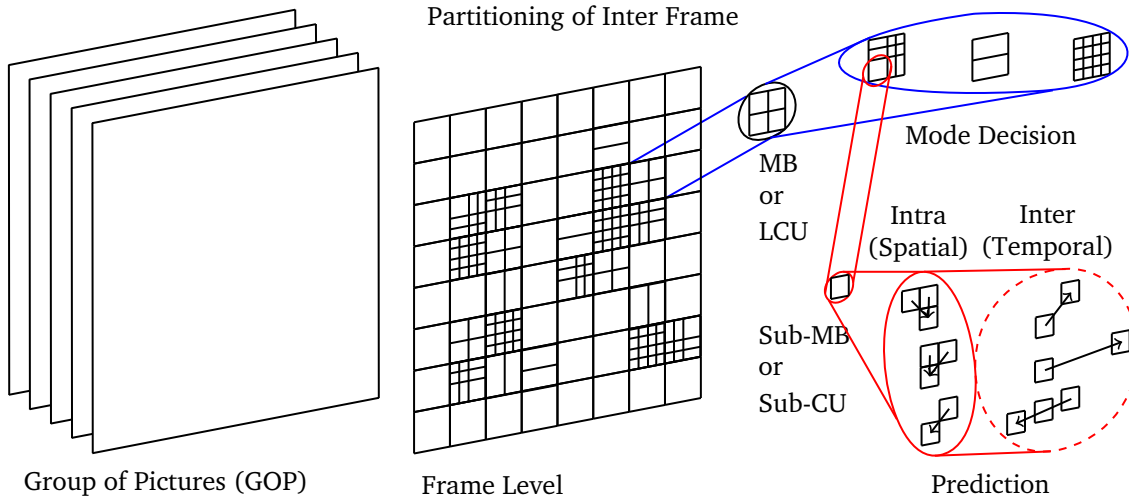 Partitioning of Inter Frame
Mode Decision
MB
or
LCU
Intra
(Spatial)
Inter
(Temporal)
Sub-MB
or
Sub-CU
Group of Pictures (GOP)
Frame Level
Prediction